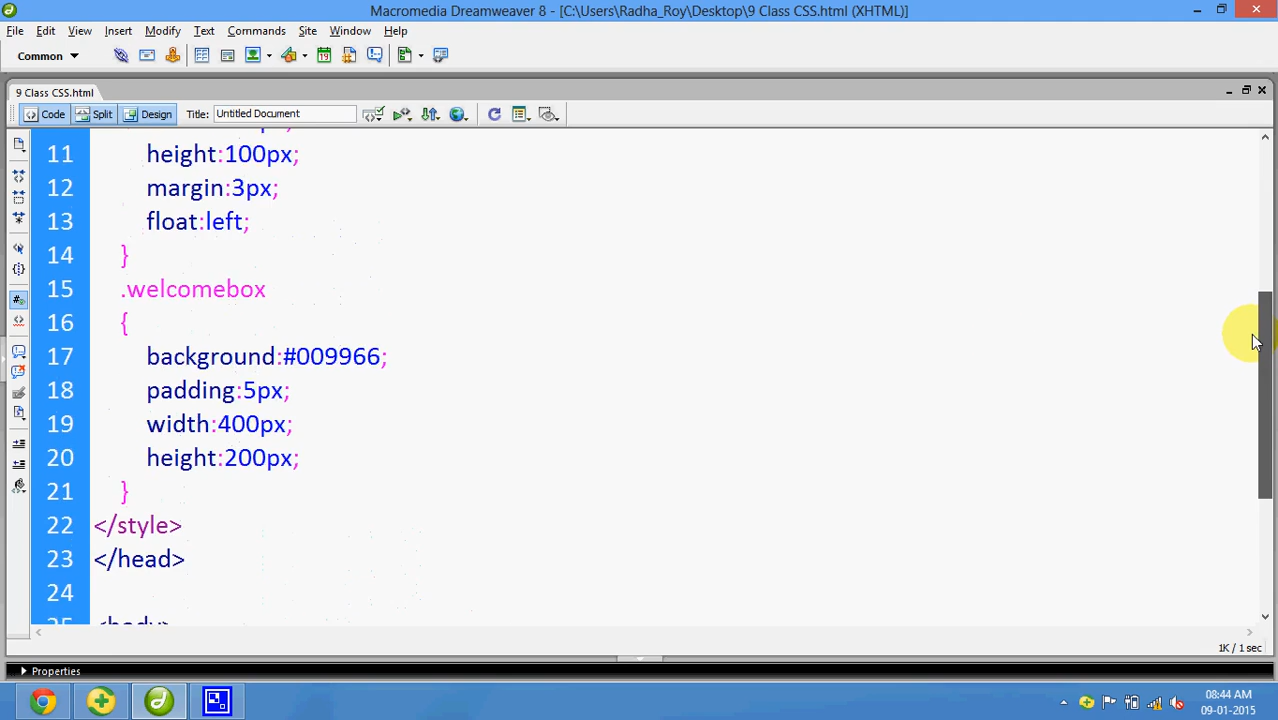 Macromedia Dreamweaver 8 - [C:\Users\Radha_Roy\Desktop\9 Class CSS.html (XHTML)]
File Edit View Insert Modify Text Commands Site Window Help
Common
9 Class CSS.html
Code Split Design Title: Untitled Document
11 height:100px;
12 margin:3px;
13 float:left;
14 }
15 .welcomebox
16 {
17 background:#009966;
18 padding:5px;
19 width:400px;
20 height:200px;
21 }
22 </style>
23 </head>
24
25 <body>
1K / 1 sec
Properties
08:44 AM
09-01-2015